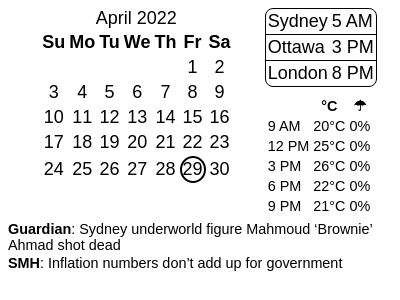 April 2022
Su Mo Tu We Th Fr Sa
1 2
3 4 5 6 7 8 9
10 11 12 13 14 15 16
17 18 19 20 21 22 23
24 25 26 27 28 29 30
Sydney 5 AM
Ottawa 3 PM
London 8 PM
°C ☂
9 AM 20°C 0%
12 PM 25°C 0%
3 PM 26°C 0%
6 PM 22°C 0%
9 PM 21°C 0%
Guardian: Sydney underworld figure Mahmoud ‘Brownie’
Ahmad shot dead
SMH: Inflation numbers don’t add up for government